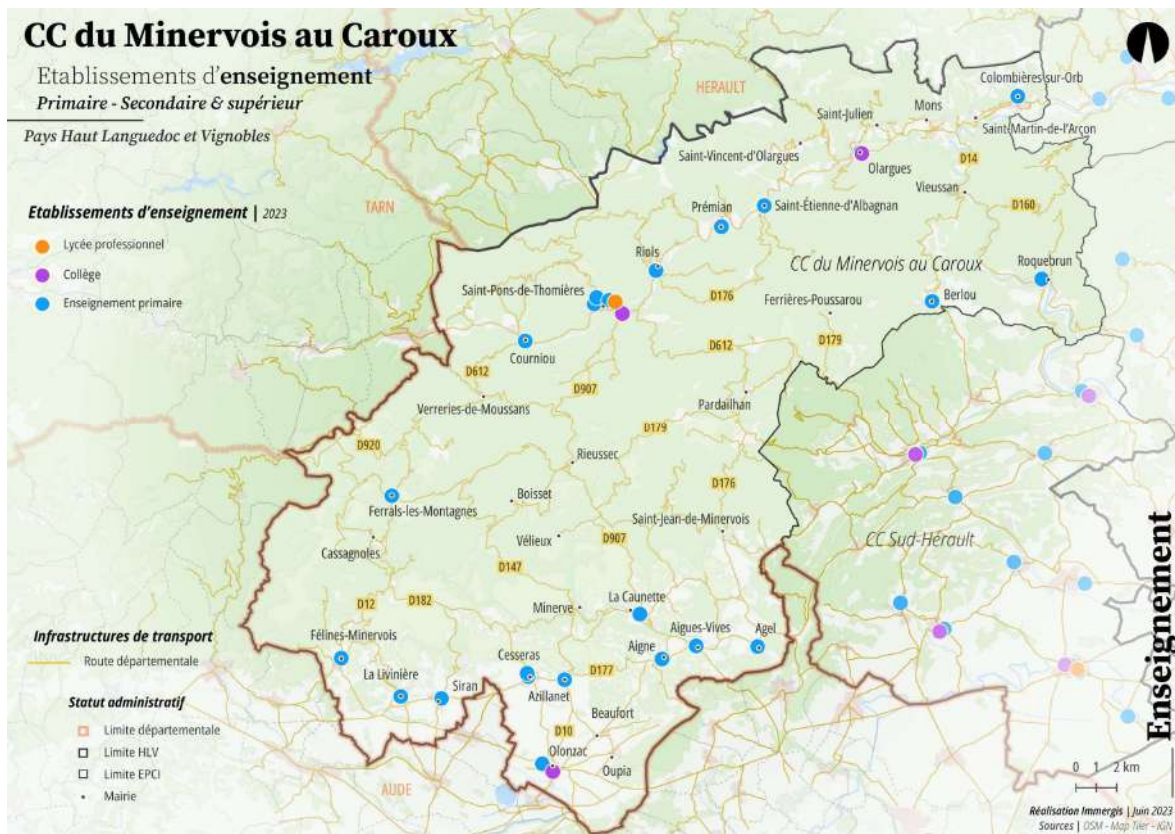 CC du Minervois au Caroux
Etablissements d'enseignement
Primaire - Secondaire & supérieur
Pays Haut Languedoc et Vignobles
Etablissements d'enseignement | 2023
Lycée professionnel
Collège
Enseignement primaire
Infrastructures de transport
Route départementale
Statut administratif
Limite départementale
Limite HLV
Limite EPCI
Mairie
HERAULT
TARN
AUDE
Colombières-sur-Orb
Mons
Saint-Julien
Saint-Martin-de-l'Arçon
Saint-Vincent-d'Olargues
Olargues
D14
Vieussan
D160
Prémian
Saint-Étienne-d'Albagnan
Riols
CC du Minervois au Caroux
Roquebrun
Saint-Pons-de-Thomières
D176
Ferrières-Poussarou
Berlou
Courniou
D612
D179
D612
D907
Verreries-de-Moussans
Pardailhan
D920
D179
Rieussec
D176
Boisset
Ferrals-les-Montagnes
Saint-Jean-de-Minervois
Cassagnoles
Vélieux
D907
CC Sud-Hérault
D147
D12
D182
Minerve
La Caunette
Félines-Minervois
Aigues-Vives
Agel
Cesseras
Aigne
La Livinière
Siran
D177
Azillanet
Beaufort
D10
Olonzac
Oupia
Enseignement
0 1 2 km
Réalisation Immergis | Juin 2023
Sources | OSM - Map Tiler - IGN